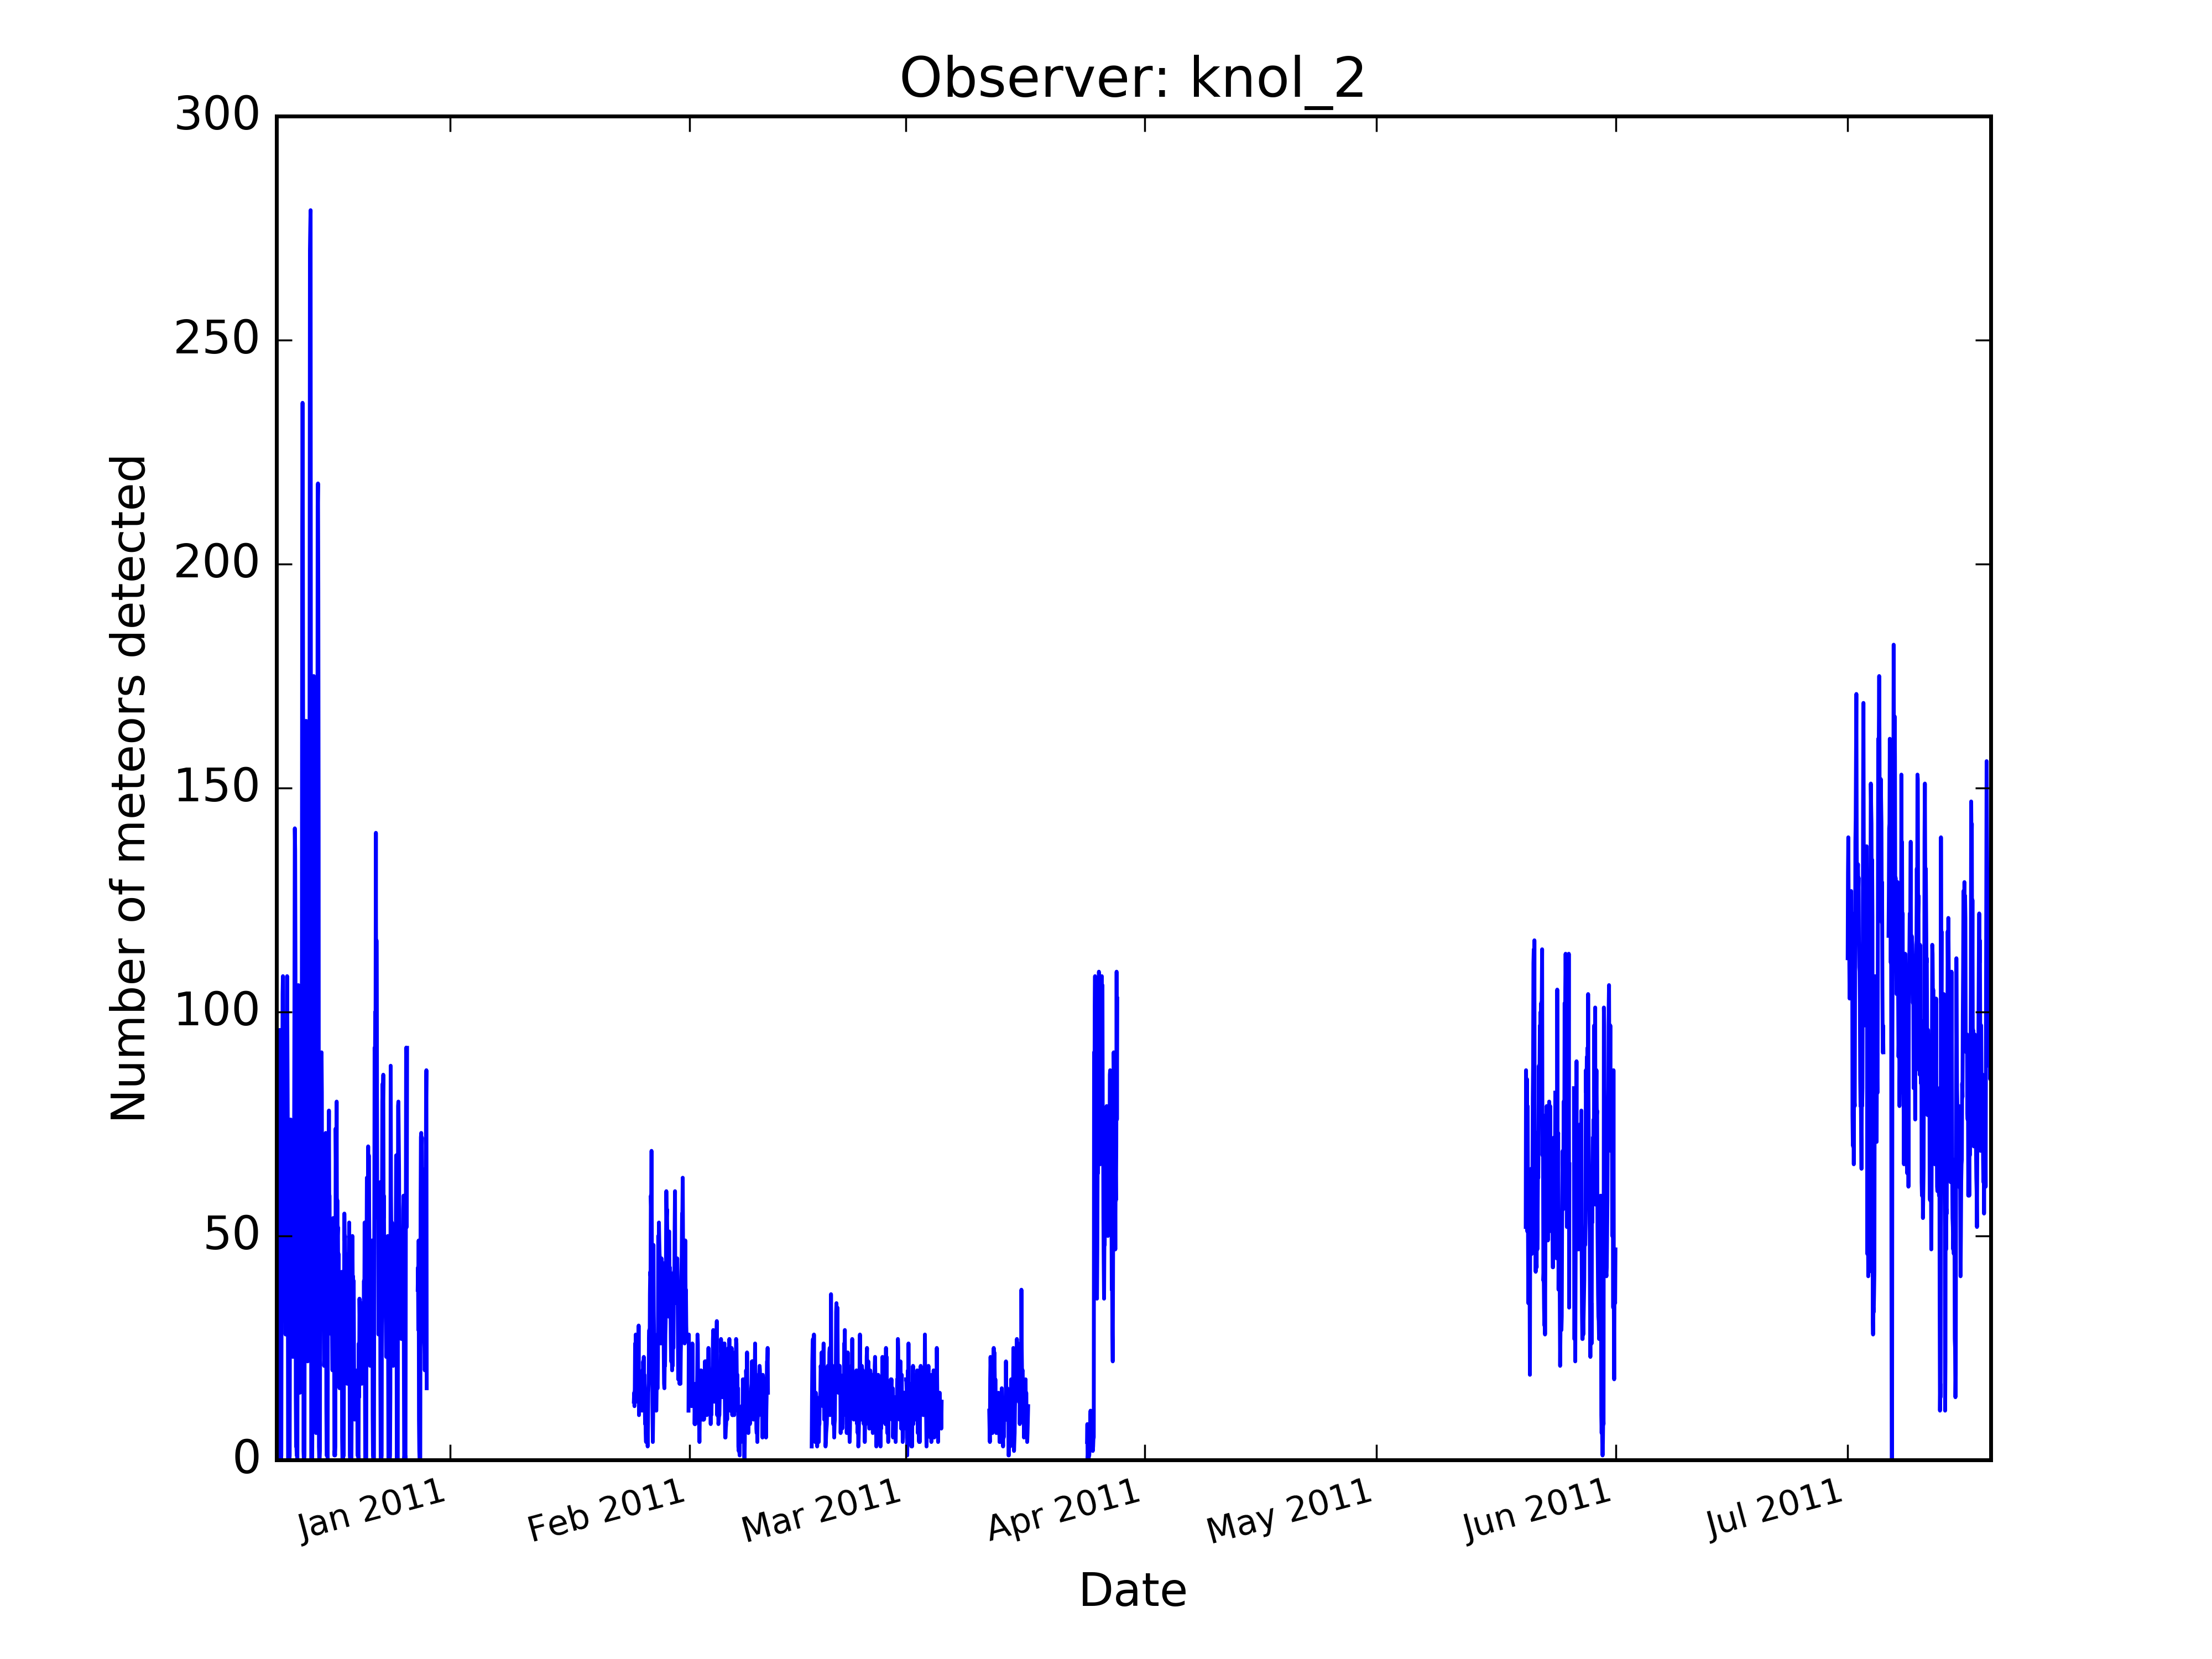 Observer: knol_2
300
250
200
150
100
50
0
Number of meteors detected
Jan 2011
Feb 2011
Mar 2011
Apr 2011
May 2011
Jun 2011
Jul 2011
Date